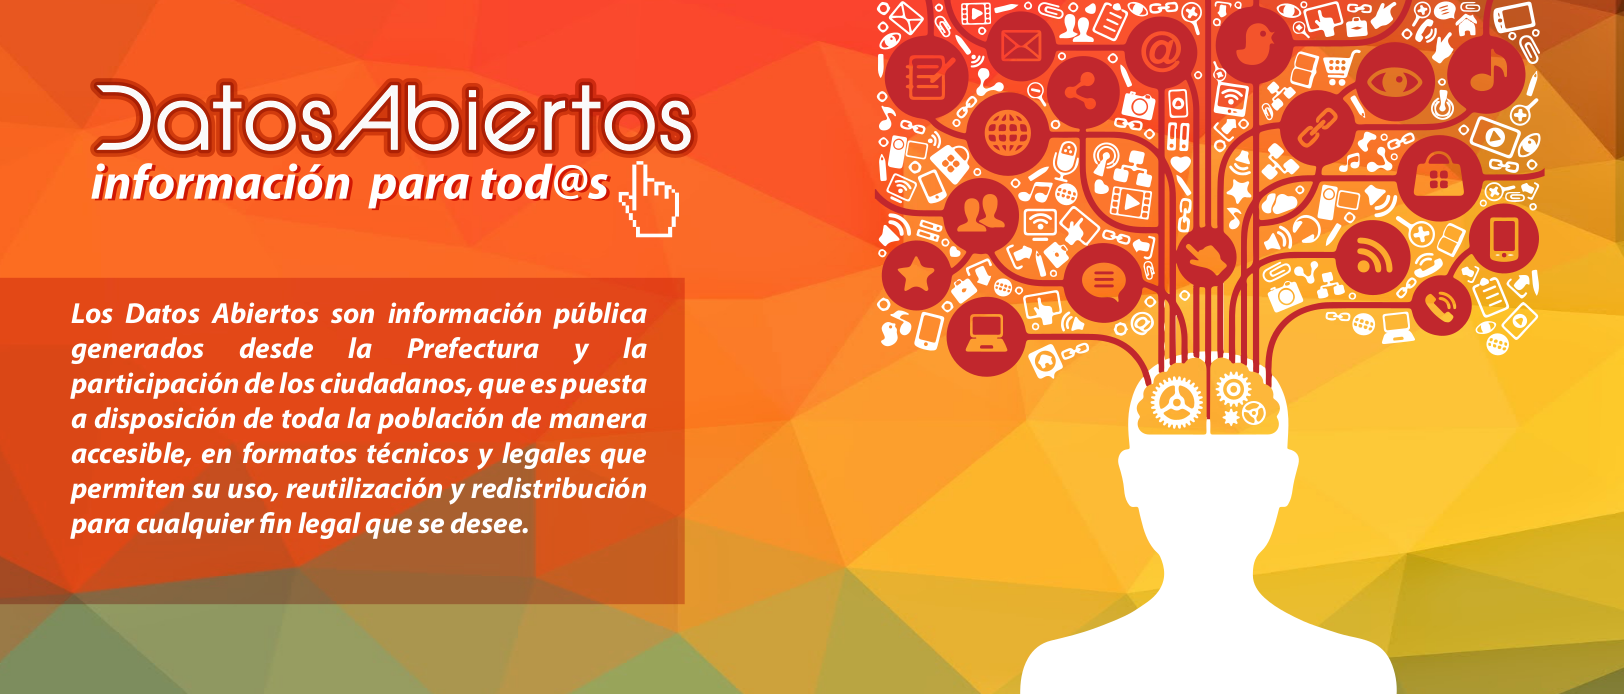 Datos Abiertos
información para tod@s
Los Datos Abiertos son información pública
generados desde la Prefectura y la
participación de los ciudadanos, que es puesta
a disposición de toda la población de manera
accesible, en formatos técnicos y legales que
permiten su uso, reutilización y redistribución
para cualquier fin legal que se desee.